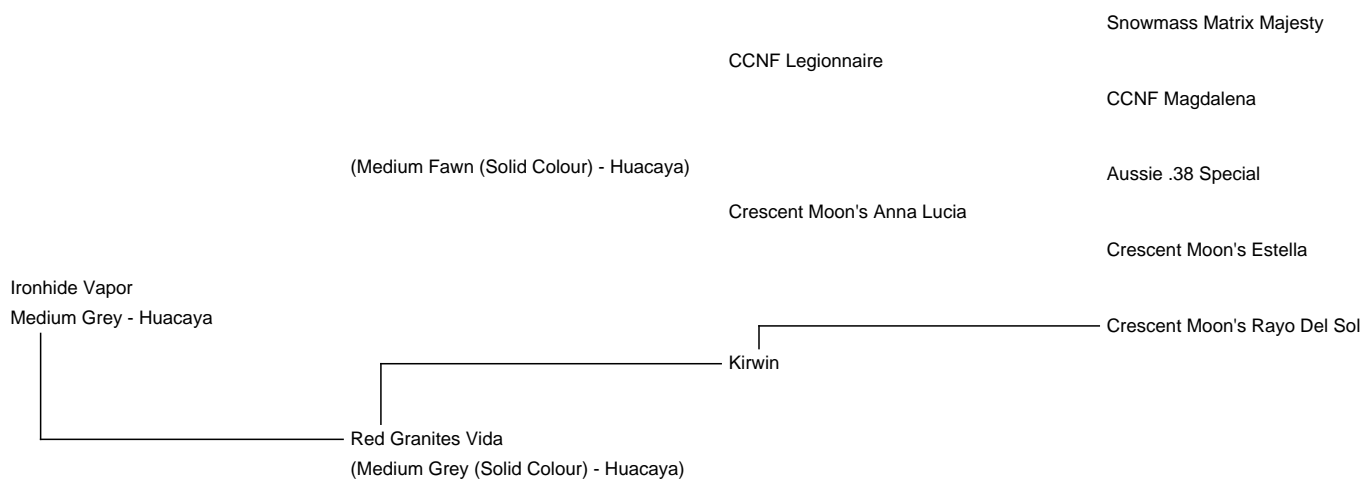 Snowmass Matrix Majesty
CCNF Legionnaire
CCNF Magdalena
(Medium Fawn (Solid Colour) - Huacaya)
Aussie .38 Special
Crescent Moon's Anna Lucia
Crescent Moon's Estella
Ironhide Vapor
Medium Grey - Huacaya
Crescent Moon's Rayo Del Sol
Kirwin
Red Granites Vida
(Medium Grey (Solid Colour) - Huacaya)